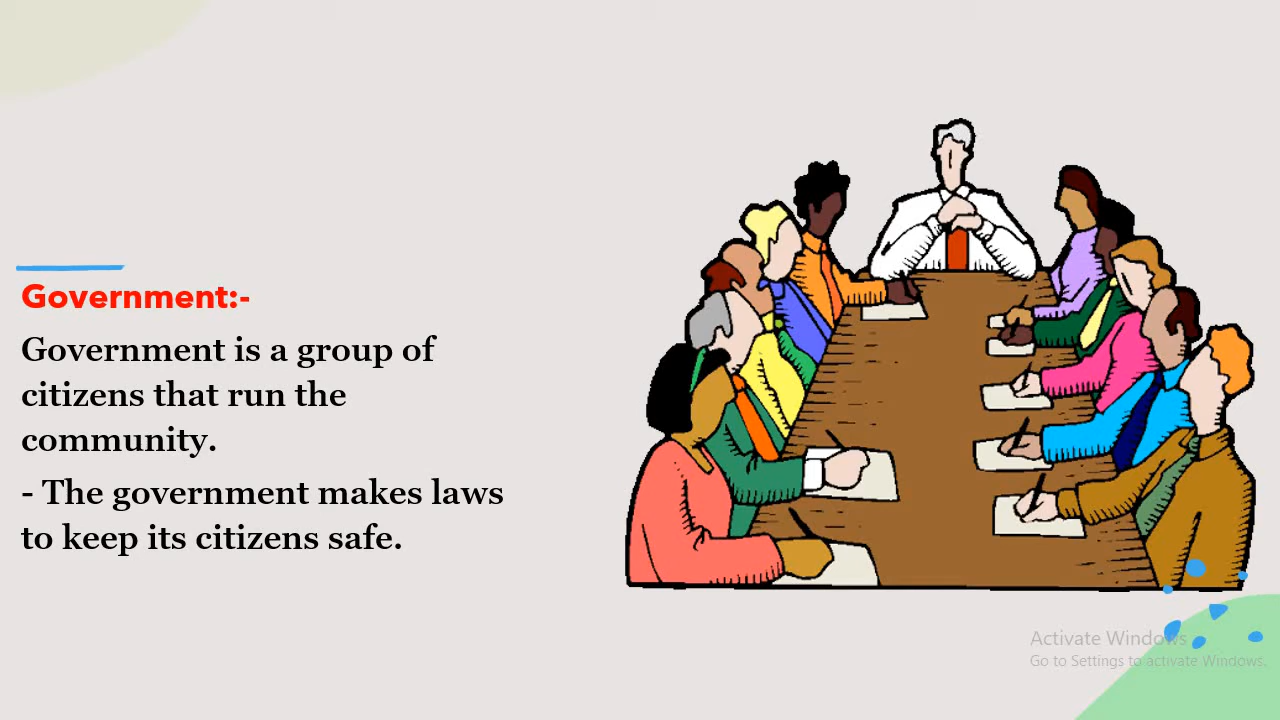 Government:-
Government is a group of
citizens that run the
community.
- The government makes laws
to keep its citizens safe.
Activate Windows
Go to Settings to activate Windows.